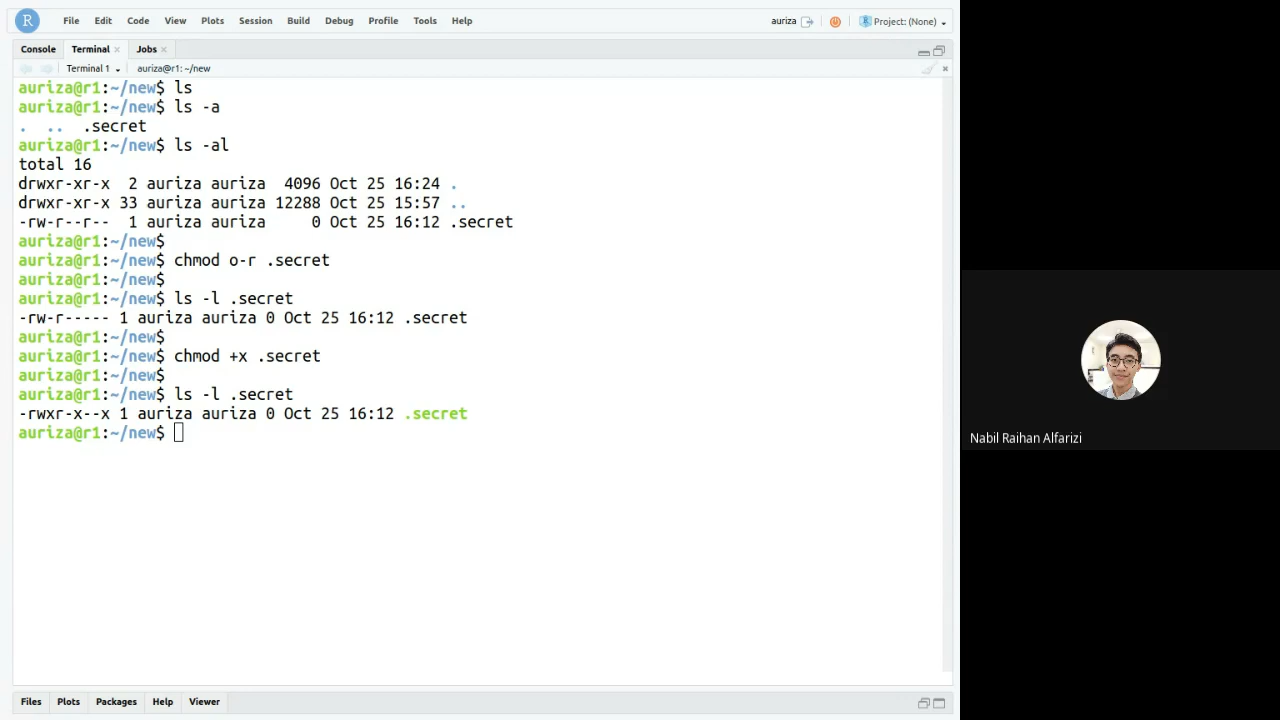 R File Edit Code View Plots Session Build Debug Profile Tools Help auriza R Project: (None)
Console Terminal Jobs
Terminal 1 auriza@r1: ~/new
auriza@r1:~/new$ ls
auriza@r1:~/new$ ls -a
. .. .secret
auriza@r1:~/new$ ls -al
total 16
drwxr-xr-x 2 auriza auriza 4096 Oct 25 16:24 .
drwxr-xr-x 33 auriza auriza 12288 Oct 25 15:57 ..
-rw-r--r-- 1 auriza auriza 0 Oct 25 16:12 .secret
auriza@r1:~/new$
auriza@r1:~/new$ chmod o-r .secret
auriza@r1:~/new$
auriza@r1:~/new$ ls -l .secret
-rw-r----- 1 auriza auriza 0 Oct 25 16:12 .secret
auriza@r1:~/new$
auriza@r1:~/new$ chmod +x .secret
auriza@r1:~/new$
auriza@r1:~/new$ ls -l .secret
-rwxr-x--x 1 auriza auriza 0 Oct 25 16:12 .secret
auriza@r1:~/new$
Nabil Raihan Alfarizi
Files Plots Packages Help Viewer